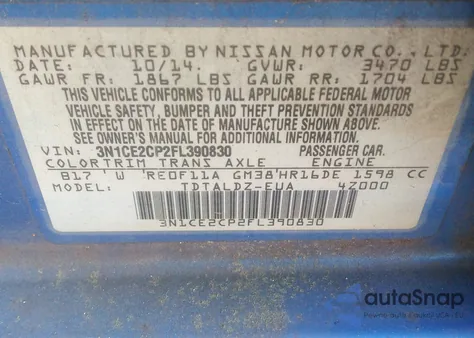 MANUFACTURED BY NISSAN MOTOR CO., LTD.
DATE: 10/14. GVWR: 3470 LBS
GAWR FR: 1867 LBS GAWR RR: 1704 LBS
THIS VEHICLE CONFORMS TO ALL APPLICABLE FEDERAL MOTOR
VEHICLE SAFETY, BUMPER AND THEFT PREVENTION STANDARDS
IN EFFECT ON THE DATE OF MANUFACTURE SHOWN ABOVE.
SEE OWNER'S MANUAL FOR ADDITIONAL INFORMATION.
VIN: 3N1CE2CP2FL390830 PASSENGER CAR.
COLOR TRIM TRANS AXLE ENGINE
B17 W RE0F11A GM38 HR16DE 1598 CC
MODEL: TDTALDZ-EUA 4Z000
3N1CE2CP2FL390830
autoSnap